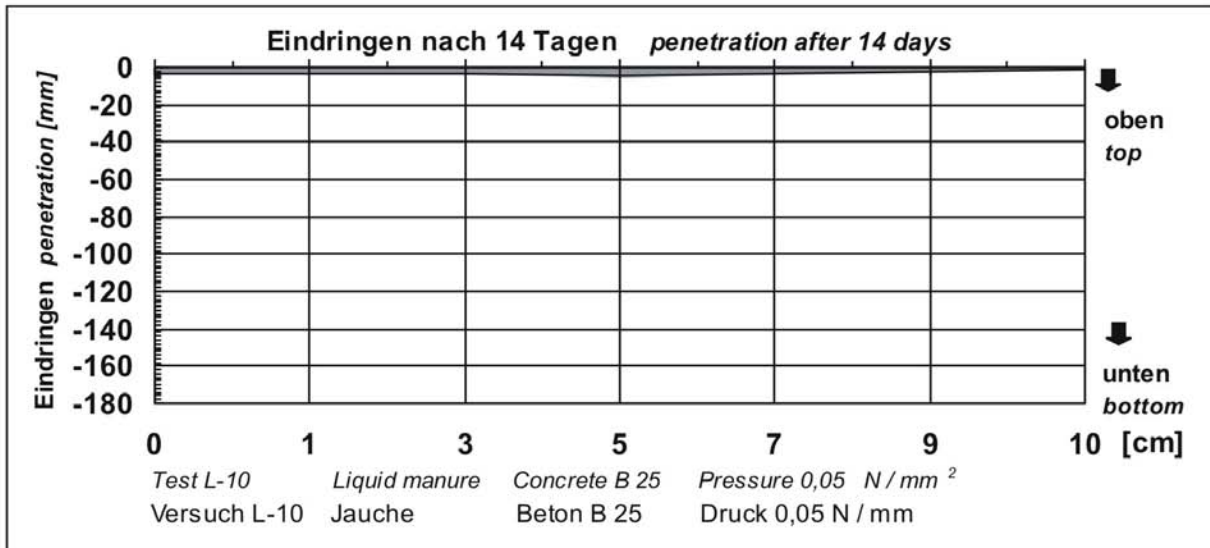 Eindringen nach 14 Tagen penetration after 14 days
Eindringen penetration [mm]
0
-20
-40
-60
-80
-100
-120
-140
-160
-180
oben
top
unten
bottom
0 1 3 5 7 9 10 [cm]
Test L-10 Liquid manure Concrete B 25 Pressure 0,05 N / mm ²
Versuch L-10 Jauche Beton B 25 Druck 0,05 N / mm